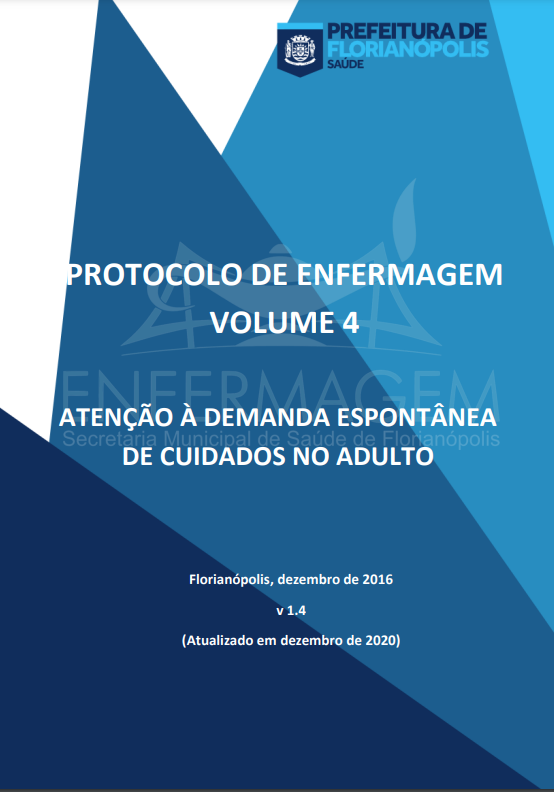 PREFEITURA DE
FLORIANÓPOLIS
SAÚDE
PROTOCOLO DE ENFERMAGEM
VOLUME 4
ENFERMAGEM
ATENÇÃO À DEMANDA ESPONTÂNEA
Secretaria Municipal de Saúde de Florianópolis
DE CUIDADOS NO ADULTO
Florianópolis, dezembro de 2016
v 1.4
(Atualizado em dezembro de 2020)